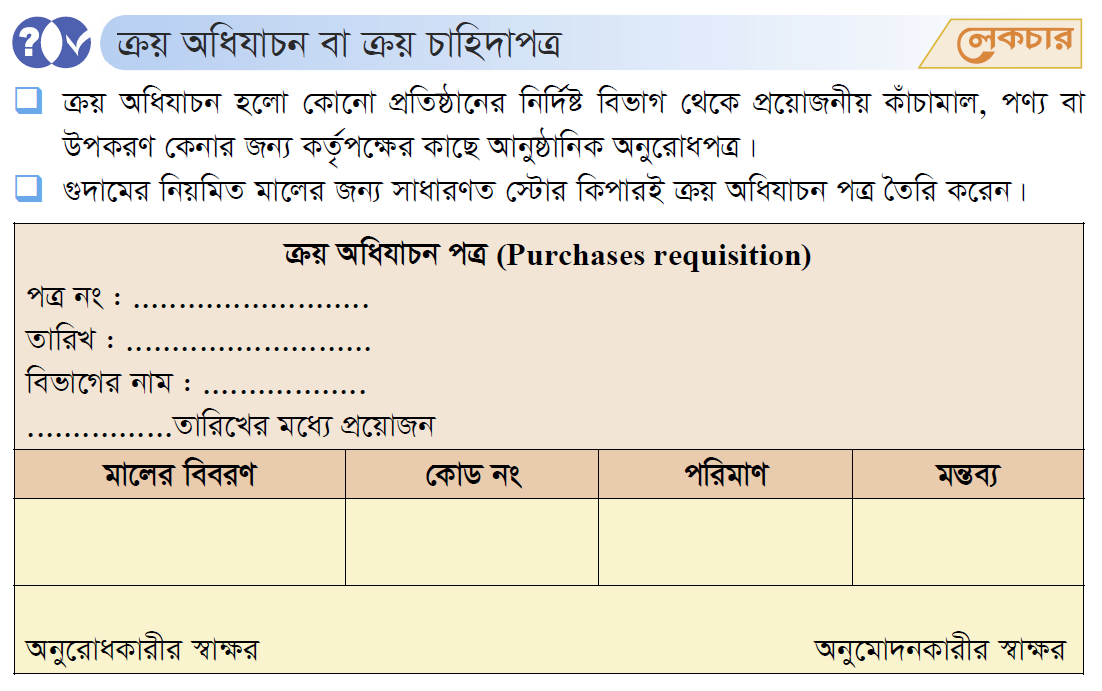 ক্রয় অধিযাচন বা ক্রয় চাহিদাপত্র
লেকচার
ক্রয় অধিযাচন হলো কোনো প্রতিষ্ঠানের নির্দিষ্ট বিভাগ থেকে প্রয়োজনীয় কাঁচামাল, পণ্য বা
উপকরণ কেনার জন্য কর্তৃপক্ষের কাছে আনুষ্ঠানিক অনুরোধপত্র।
গুদামের নিয়মিত মালের জন্য সাধারণত স্টোর কিপারই ক্রয় অধিযাচন পত্র তৈরি করেন।
ক্রয় অধিযাচন পত্র (Purchases requisition)
পত্র নং : ..........................
তারিখ : ...........................
বিভাগের নাম : ..................
................তারিখের মধ্যে প্রয়োজন
মালের বিবরণ কোড নং পরিমাণ মন্তব্য
অনুরোধকারীর স্বাক্ষর অনুমোদনকারীর স্বাক্ষর